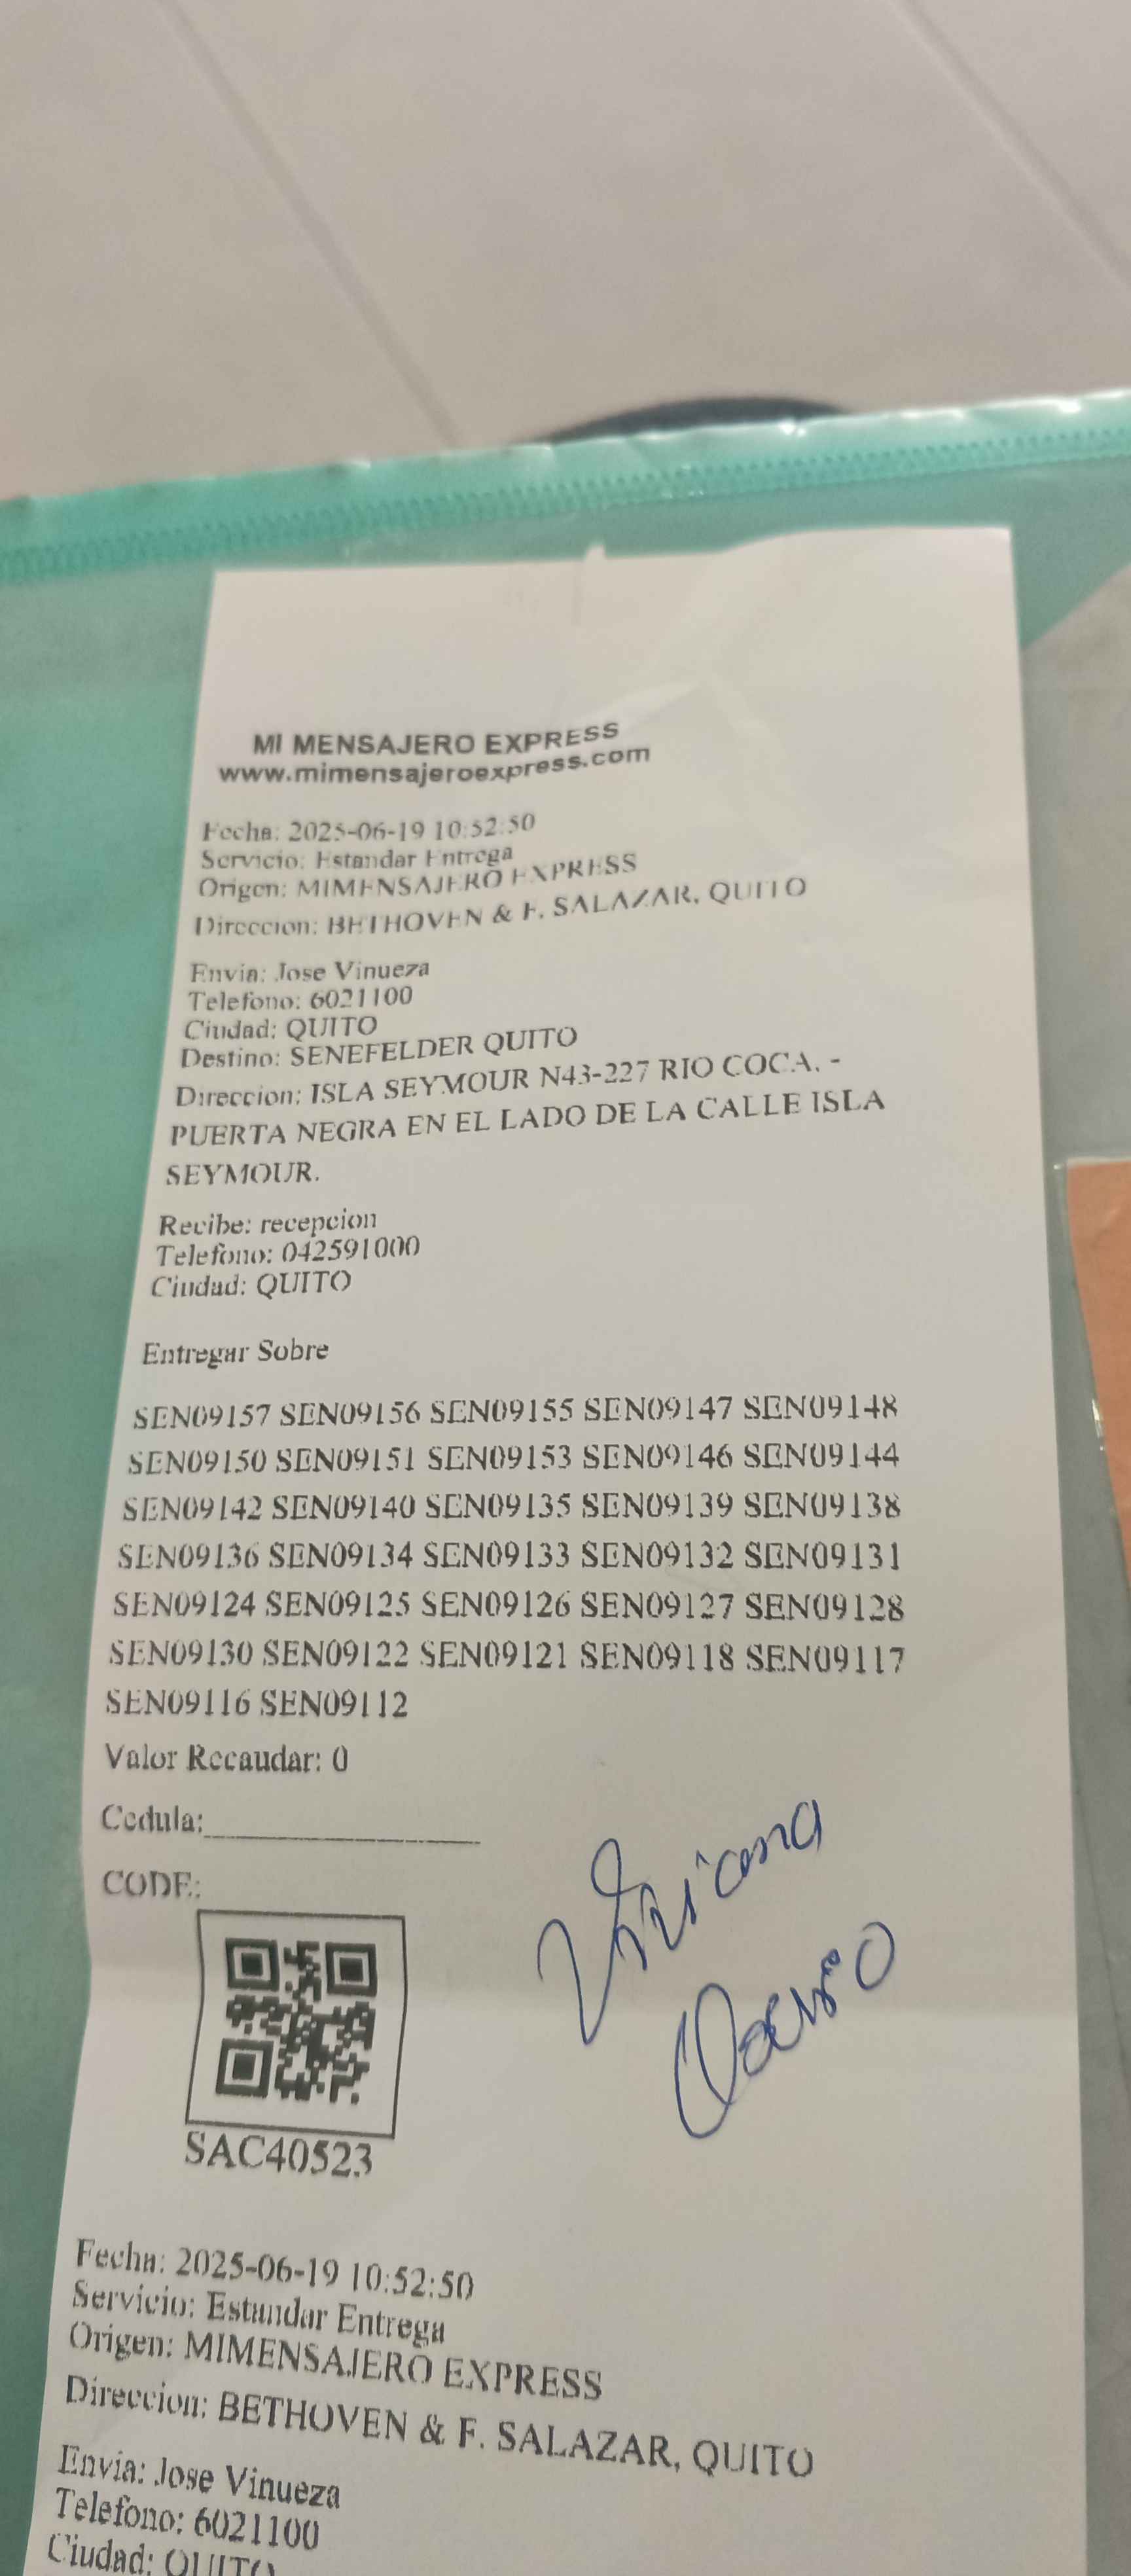 MI MENSAJERO EXPRESS
www.mimensajeroexpress.com
Fecha: 2025-06-19 10:52:50
Servicio: Estandar Entrega
Origen: MIMENSAJERO EXPRESS
Direccion: BETHOVEN & F. SALAZAR, QUITO
Envia: Jose Vinueza
Telefono: 6021100
Ciudad: QUITO
Destino: SENEFELDER QUITO
Direccion: ISLA SEYMOUR N43-227 RIO COCA. -
PUERTA NEGRA EN EL LADO DE LA CALLE ISLA
SEYMOUR.
Recibe: recepcion
Telefono: 042591000
Ciudad: QUITO
Entregar Sobre
SEN09157 SEN09156 SEN09155 SEN09147 SEN09148
SEN09150 SEN09151 SEN09153 SEN09146 SEN09144
SEN09142 SEN09140 SEN09135 SEN09139 SEN09138
SEN09136 SEN09134 SEN09133 SEN09132 SEN09131
SEN09124 SEN09125 SEN09126 SEN09127 SEN09128
SEN09130 SEN09122 SEN09121 SEN09118 SEN09117
SEN09116 SEN09112
Valor Recaudar: 0
Cedula:
CODE:
Viviana
SAC40523
Fecha: 2025-06-19 10:52:50
Servicio: Estandar Entrega
Origen: MIMENSAJERO EXPRESS
Direccion: BETHOVEN & F. SALAZAR, QUITO
Envia: Jose Vinueza
Telefono: 6021100
Ciudad: QUITO